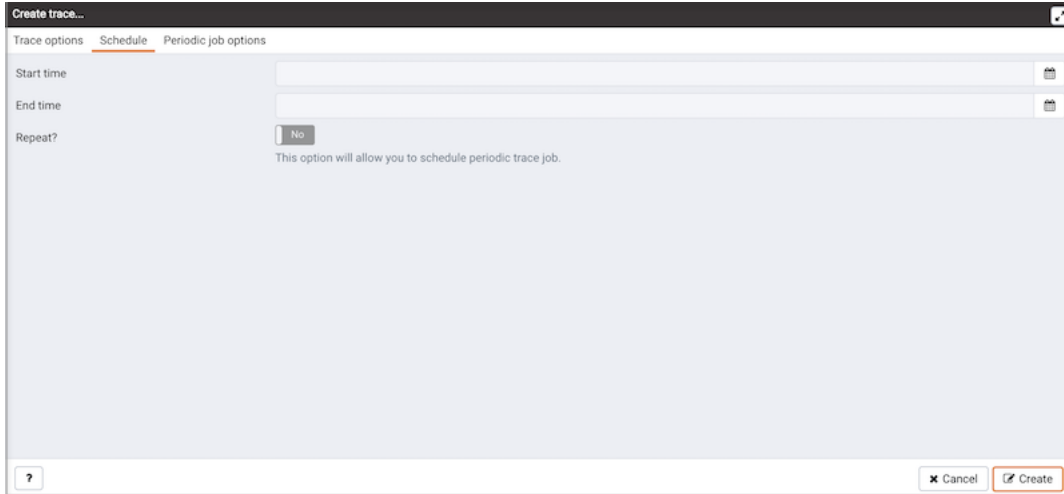 Create trace...
Trace options Schedule Periodic job options
Start time
End time
Repeat? No
This option will allow you to schedule periodic trace job.
? Cancel Create